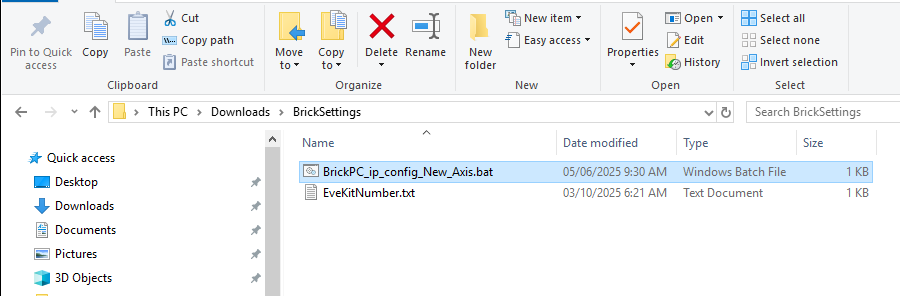 Pin to Quick access
Copy
Paste
Cut
Copy path
Paste shortcut
Clipboard
Move to
Copy to
Delete
Rename
Organize
New folder
New item
Easy access
New
Properties
Open
Edit
History
Open
Select all
Select none
Invert selection
Select
This PC
Downloads
BrickSettings
Search BrickSettings
Quick access
Desktop
Downloads
Documents
Pictures
3D Objects
Name Date modified Type Size
BrickPC_ip_config_New_Axis.bat 05/06/2025 9:30 AM Windows Batch File 1 KB
EveKitNumber.txt 03/10/2025 6:21 AM Text Document 1 KB